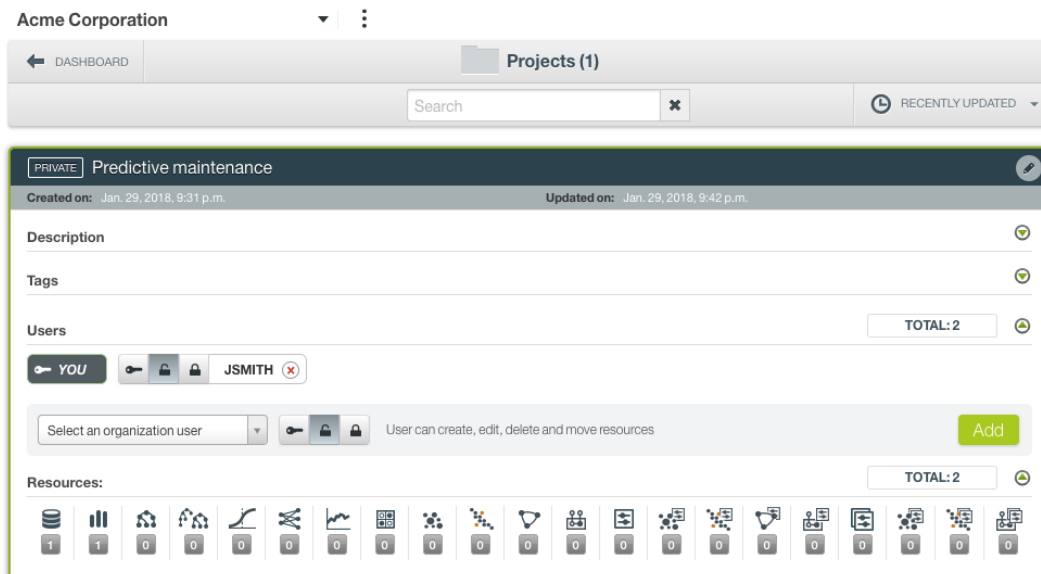 Acme Corporation
DASHBOARD
Projects (1)
Search
RECENTLY UPDATED
PRIVATE Predictive maintenance
Created on: Jan. 29, 2018, 9:31 p.m. Updated on: Jan. 29, 2018, 9:42 p.m.
Description
Tags
Users TOTAL: 2
YOU JSMITH
Select an organization user User can create, edit, delete and move resources Add
Resources: TOTAL: 2
1 1 0 0 0 0 0 0 0 0 0 0 0 0 0 0 0 0 0 0 0